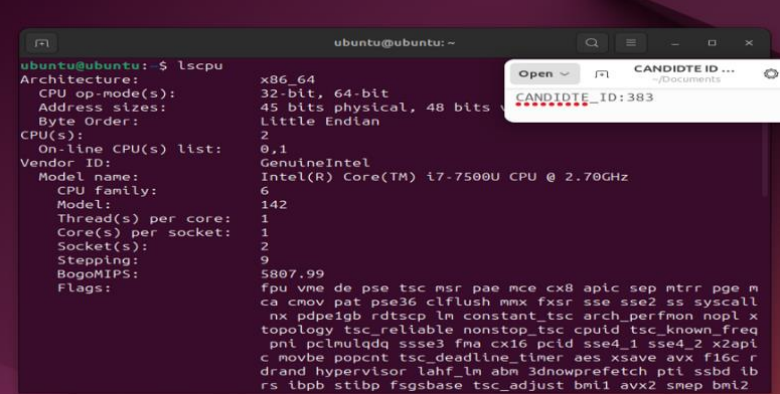 ubuntu@ubuntu: ~
ubuntu@ubuntu:~$ lscpu
Open
CANDIDTE ID ...
~/Documents
CANDIDTE_ID:383
Architecture: x86_64
CPU op-mode(s): 32-bit, 64-bit
Address sizes: 45 bits physical, 48 bits
Byte Order: Little Endian
CPU(s): 2
On-line CPU(s) list: 0,1
Vendor ID: GenuineIntel
Model name: Intel(R) Core(TM) i7-7500U CPU @ 2.70GHz
CPU family: 6
Model: 142
Thread(s) per core: 1
Core(s) per socket: 1
Socket(s): 2
Stepping: 9
BogoMIPS: 5807.99
Flags: fpu vme de pse tsc msr pae mce cx8 apic sep mtrr pge m
ca cmov pat pse36 clflush mmx fxsr sse sse2 ss syscall
nx pdpe1gb rdtscp lm constant_tsc arch_perfmon nopl x
topology tsc_reliable nonstop_tsc cpuid tsc_known_freq
pni pclmulqdq ssse3 fma cx16 pcid sse4_1 sse4_2 x2api
c movbe popcnt tsc_deadline_timer aes xsave avx f16c r
drand hypervisor lahf_lm abm 3dnowprefetch pti ssbd ib
rs ibpb stibp fsgsbase tsc_adjust bmi1 avx2 smep bmi2